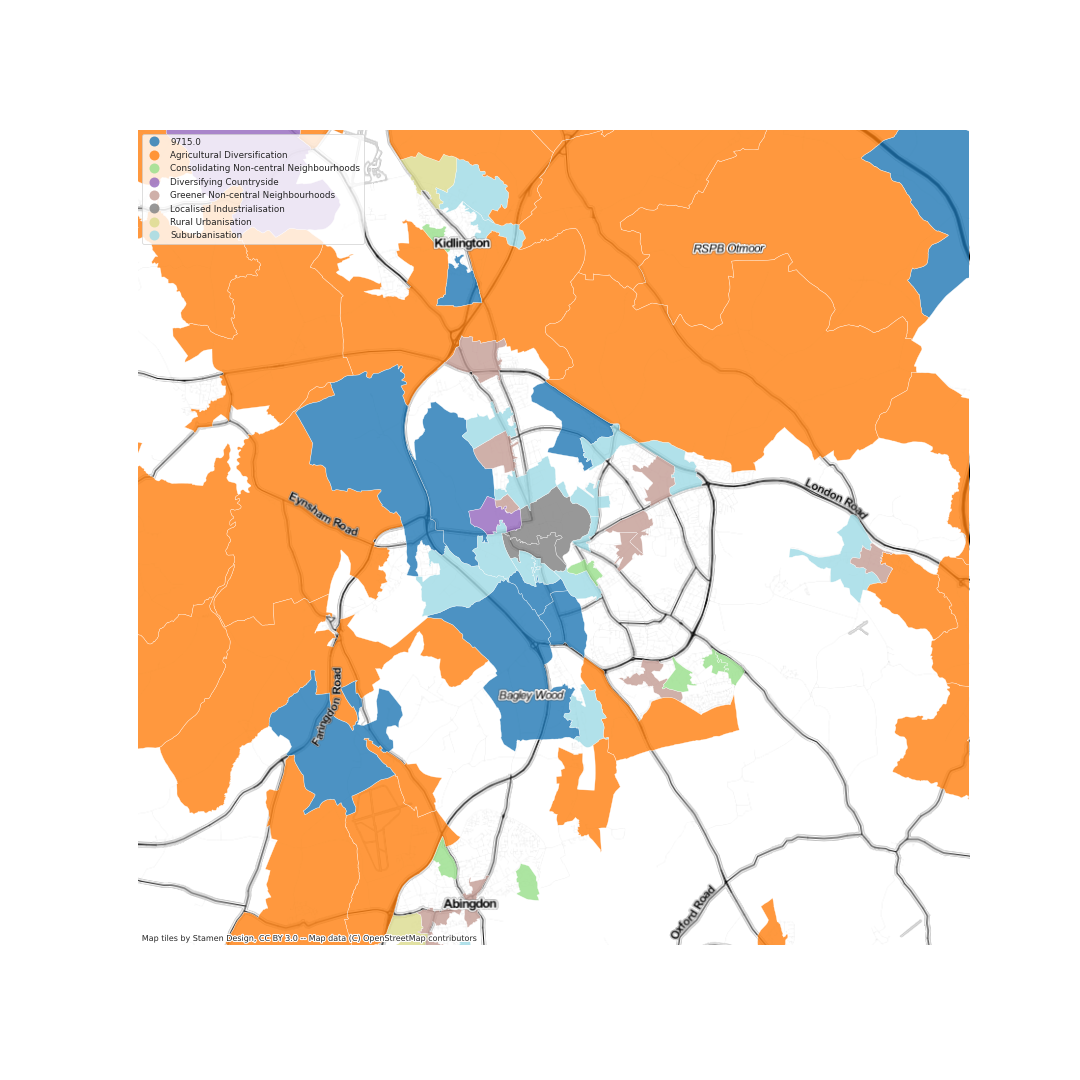 9715.0
Agricultural Diversification
Consolidating Non-central Neighbourhoods
Diversifying Countryside
Greener Non-central Neighbourhoods
Localised Industrialisation
Rural Urbanisation
Suburbanisation
Kidlington
RSPB Otmoor
London Road
Eynsham Road
Faringdon Road
Bagley Wood
Abingdon
Oxford Road
Map tiles by Stamen Design, CC BY 3.0 -- Map data (C) OpenStreetMap contributors